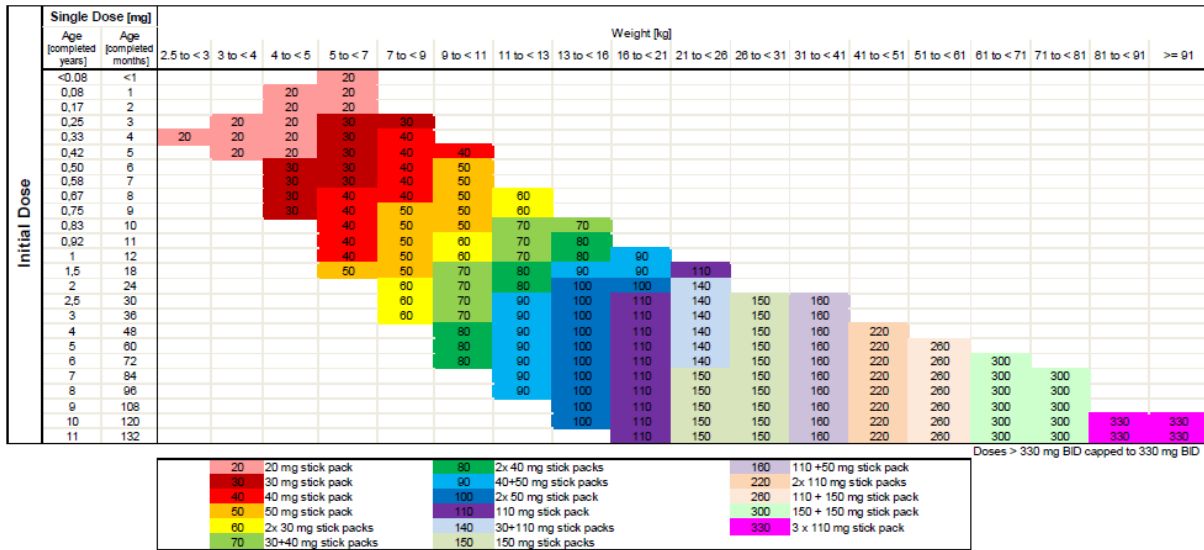 Single Dose [mg]
Age [completed years] Age [completed months] Weight [kg]
2.5 to < 3 3 to < 4 4 to < 5 5 to < 7 7 to < 9 9 to < 11 11 to < 13 13 to < 16 16 to < 21 21 to < 26 26 to < 31 31 to < 41 41 to < 51 51 to < 61 61 to < 71 71 to < 81 81 to < 91 >= 91
Initial Dose
<0.08 <1 20
0,08 1 20 20
0,17 2 20 20
0,25 3 20 20 30 30
0,33 4 20 20 20 30 40
0,42 5 20 20 30 40 40
0,50 6 30 30 40 50
0,58 7 30 30 40 50
0,67 8 30 40 40 50 60
0,75 9 30 40 50 50 60
0,83 10 40 50 50 70 70
0,92 11 40 50 60 70 80
1 12 40 50 60 70 80 90
1,5 18 50 50 70 80 90 90 110
2 24 60 70 80 100 100 140
2,5 30 60 70 90 100 110 140 150 160
3 36 60 70 90 100 110 140 150 160
4 48 80 90 100 110 140 150 160 220
5 60 80 90 100 110 140 150 160 220 260
6 72 80 90 100 110 140 150 160 220 260 300
7 84 90 100 110 150 150 160 220 260 300 300
8 96 90 100 110 150 150 160 220 260 300 300
9 108 100 110 150 150 160 220 260 300 300
10 120 100 110 150 150 160 220 260 300 300 330 330
11 132 110 150 150 160 220 260 300 300 330 330
Doses > 330 mg BID capped to 330 mg BID
20 20 mg stick pack 80 2x 40 mg stick packs 160 110 +50 mg stick pack
30 30 mg stick pack 90 40+50 mg stick packs 220 2x 110 mg stick packs
40 40 mg stick pack 100 2x 50 mg stick packs 260 110 + 150 mg stick pack
50 50 mg stick pack 110 110 mg stick pack 300 150 + 150 mg stick pack
60 2x 30 mg stick packs 140 30+110 mg stick packs 330 3 x 110 mg stick pack
70 30+40 mg stick packs 150 150 mg stick pack